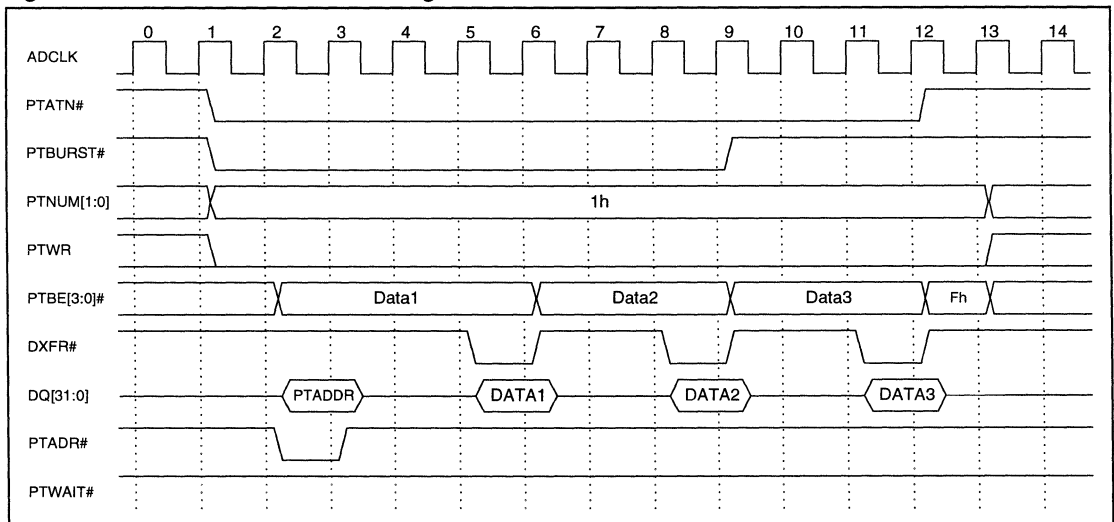 0 1 2 3 4 5 6 7 8 9 10 11 12 13 14
ADCLK
PTATN#
PTBURST#
PTNUM[1:0] 1h
PTWR
PTBE[3:0]# Data1 Data2 Data3 Fh
DXFR#
DQ[31:0] PTADDR DATA1 DATA2 DATA3
PTADR#
PTWAIT#